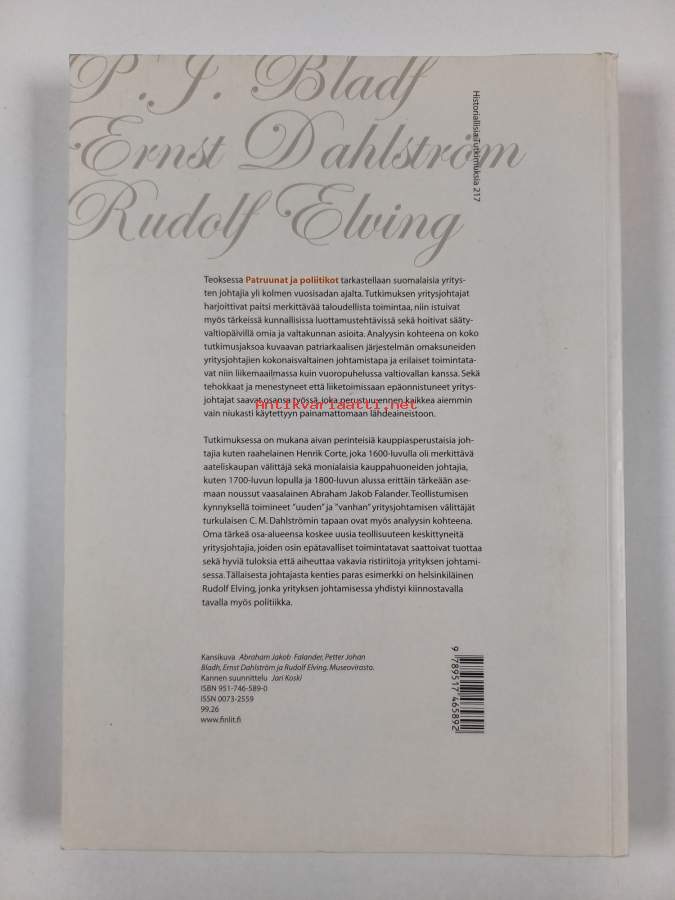 P. J. Bladh
Ernst Dahlström
Rudolf Elving
Historiallisia Tutkimuksia 217
Teoksessa Patruunat ja poliitikot tarkastellaan suomalaisia yritys-
ten johtajia yli kolmen vuosisadan ajalta. Tutkimuksen yritysjohtajat
harjoittivat paitsi merkittävää taloudellista toimintaa, niin istuivat
myös tärkeissä kunnallisissa luottamustehtävissä sekä hoitivat sääty-
valtiopäivillä omia ja valtakunnan asioita. Analyysin kohteena on koko
tutkimusjaksoa kuvaavan patriarkaalisen järjestelmän omaksuneiden
yritysjohtajien kokonaisvaltainen johtamistapa ja erilaiset toimintata-
vat niin liikemaailmassa kuin vuoropuhelussa valtiovallan kanssa. Sekä
tehokkaat ja menestyneet että liiketoimissaan epäonnistuneet yritys-
johtajat saavat osansa työssä, joka perustuu ennen kaikkea aiemmin
Antikvariaatti.net
vain niukasti käytettyyn painamattomaan lähdeaineistoon.
Tutkimuksessa on mukana aivan perinteisiä kauppiasperustaisia joh-
tajia kuten raahelainen Henrik Corte, joka 1600-luvulla oli merkittävä
aateliskaupan välittäjä sekä monialaisia kauppahuoneiden johtajia,
kuten 1700-luvun lopulla ja 1800-luvun alussa erittäin tärkeään ase-
maan noussut vaasalainen Abraham Jakob Falander. Teollistumisen
kynnyksellä toimineet "uuden" ja "vanhan" yritysjohtamisen välittäjät
turkulaisen C. M. Dahlströmin tapaan ovat myös analyysin kohteena.
Oma tärkeä osa-alueensa koskee uusia teollisuuteen keskittyneitä
yritysjohtajia, joiden osin epätavalliset toimintatavat saattoivat tuottaa
sekä hyviä tuloksia että aiheuttaa vakavia ristiriitoja yrityksen johtami-
sessa. Tällaisesta johtajasta kenties paras esimerkki on helsinkiläinen
Rudolf Elving, jonka yrityksen johtamisessa yhdistyi kiinnostavalla
tavalla myös politiikka.
Kansikuva Abraham Jakob Falander, Petter Johan
Bladh, Ernst Dahlström ja Rudolf Elving. Museovirasto.
Kannen suunnittelu Jari Koski
ISBN 951-746-589-0
ISSN 0073-2559
99.26
www.finlit.fi
9 789517 465892